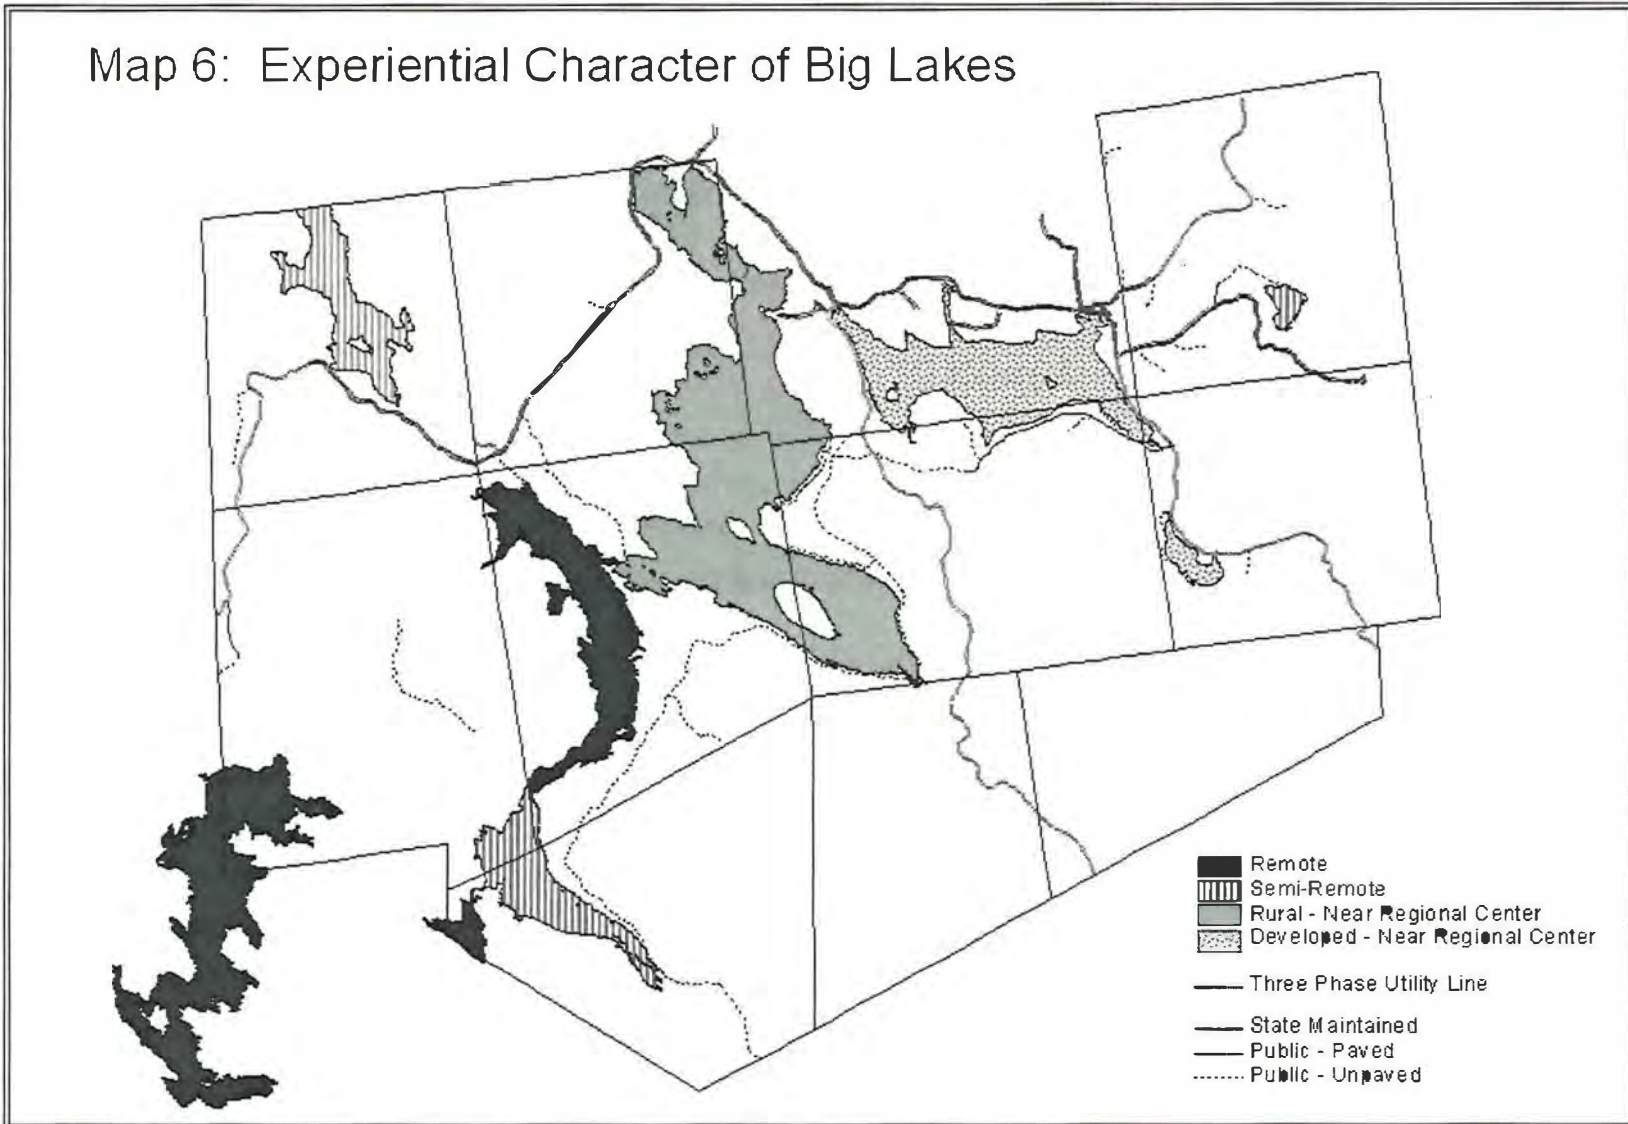 Map 6: Experiential Character of Big Lakes
Remote
Semi-Remote
Rural - Near Regional Center
Developed - Near Regional Center
Three Phase Utility Line
State Maintained
Public - Paved
Public - Unpaved